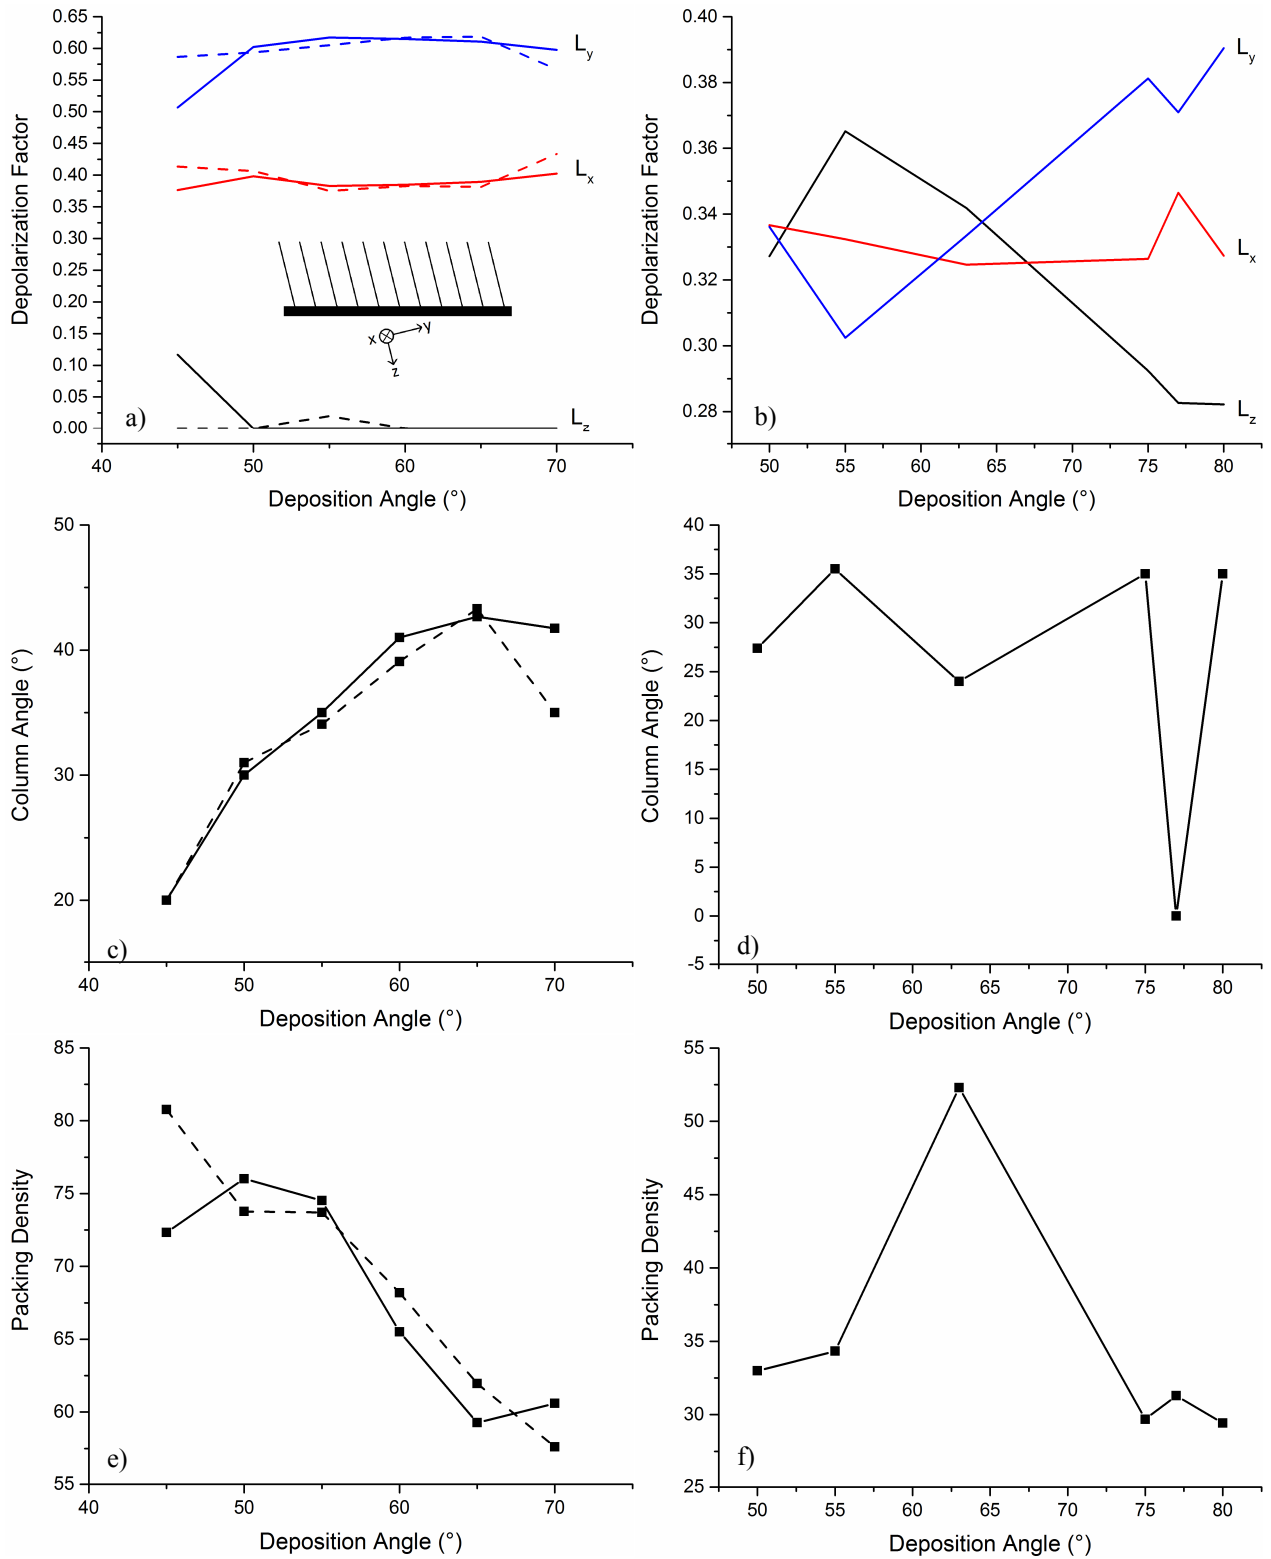 0.65
0.60
0.55
0.50
0.45
0.40
0.35
0.30
0.25
0.20
0.15
0.10
0.05
0.00
Depolarization Factor
Ly
Lx
Lz
x
y
z
a)
40 50 60 70
Deposition Angle (°)
0.40
0.38
0.36
0.34
0.32
0.30
0.28
Depolarization Factor
Ly
Lx
Lz
b)
50 55 60 65 70 75 80
Deposition Angle (°)
50
40
30
20
Column Angle (°)
c)
40 50 60 70
Deposition Angle (°)
40
35
30
25
20
15
10
5
0
-5
Column Angle (°)
d)
50 55 60 65 70 75 80
Deposition Angle (°)
85
80
75
70
65
60
55
Packing Density
e)
40 50 60 70
Deposition Angle (°)
55
50
45
40
35
30
25
Packing Density
f)
50 55 60 65 70 75 80
Deposition Angle (°)